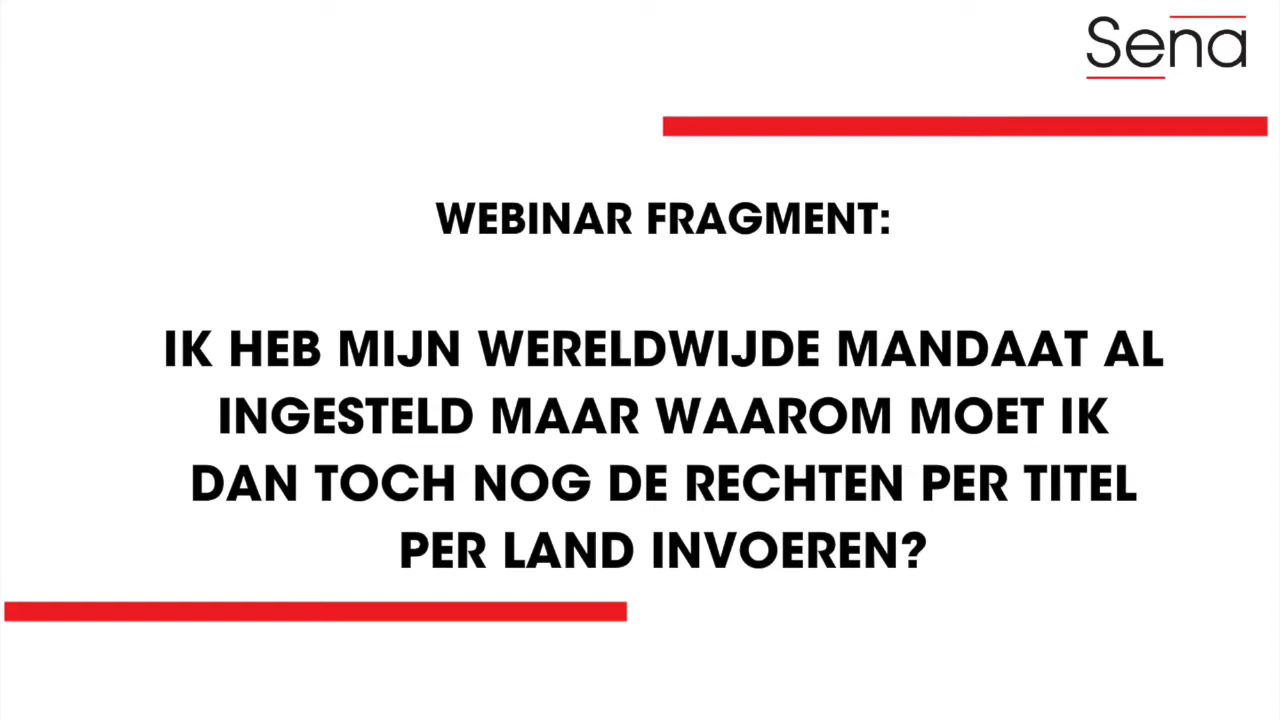 Sena
WEBINAR FRAGMENT:
IK HEB MIJN WERELDWIJDE MANDAAT AL
INGESTELD MAAR WAAROM MOET IK
DAN TOCH NOG DE RECHTEN PER TITEL
PER LAND INVOEREN?